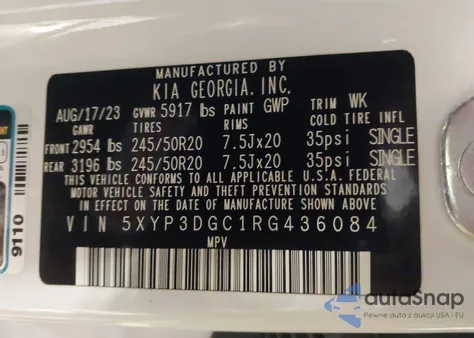 MANUFACTURED BY
KIA GEORGIA, INC.
AUG/17/23 GVWR 5917 lbs PAINT GWP TRIM WK
GAWR TIRES RIMS COLD TIRE INFL
FRONT 2954 lbs 245/50R20 7.5Jx20 35psi SINGLE
REAR 3196 lbs 245/50R20 7.5Jx20 35psi SINGLE
THIS VEHICLE CONFORMS TO ALL APPLICABLE U.S.A. FEDERAL
MOTOR VEHICLE SAFETY, BUMPER, AND THEFT PREVENTION STANDARDS
IN EFFECT ON THE DATE OF MANUFACTURE SHOWN ABOVE
VIN 5XYP3DGC1RG436084
MPV
9110
autoSnap
Pewne auta z aukcji USA i EU